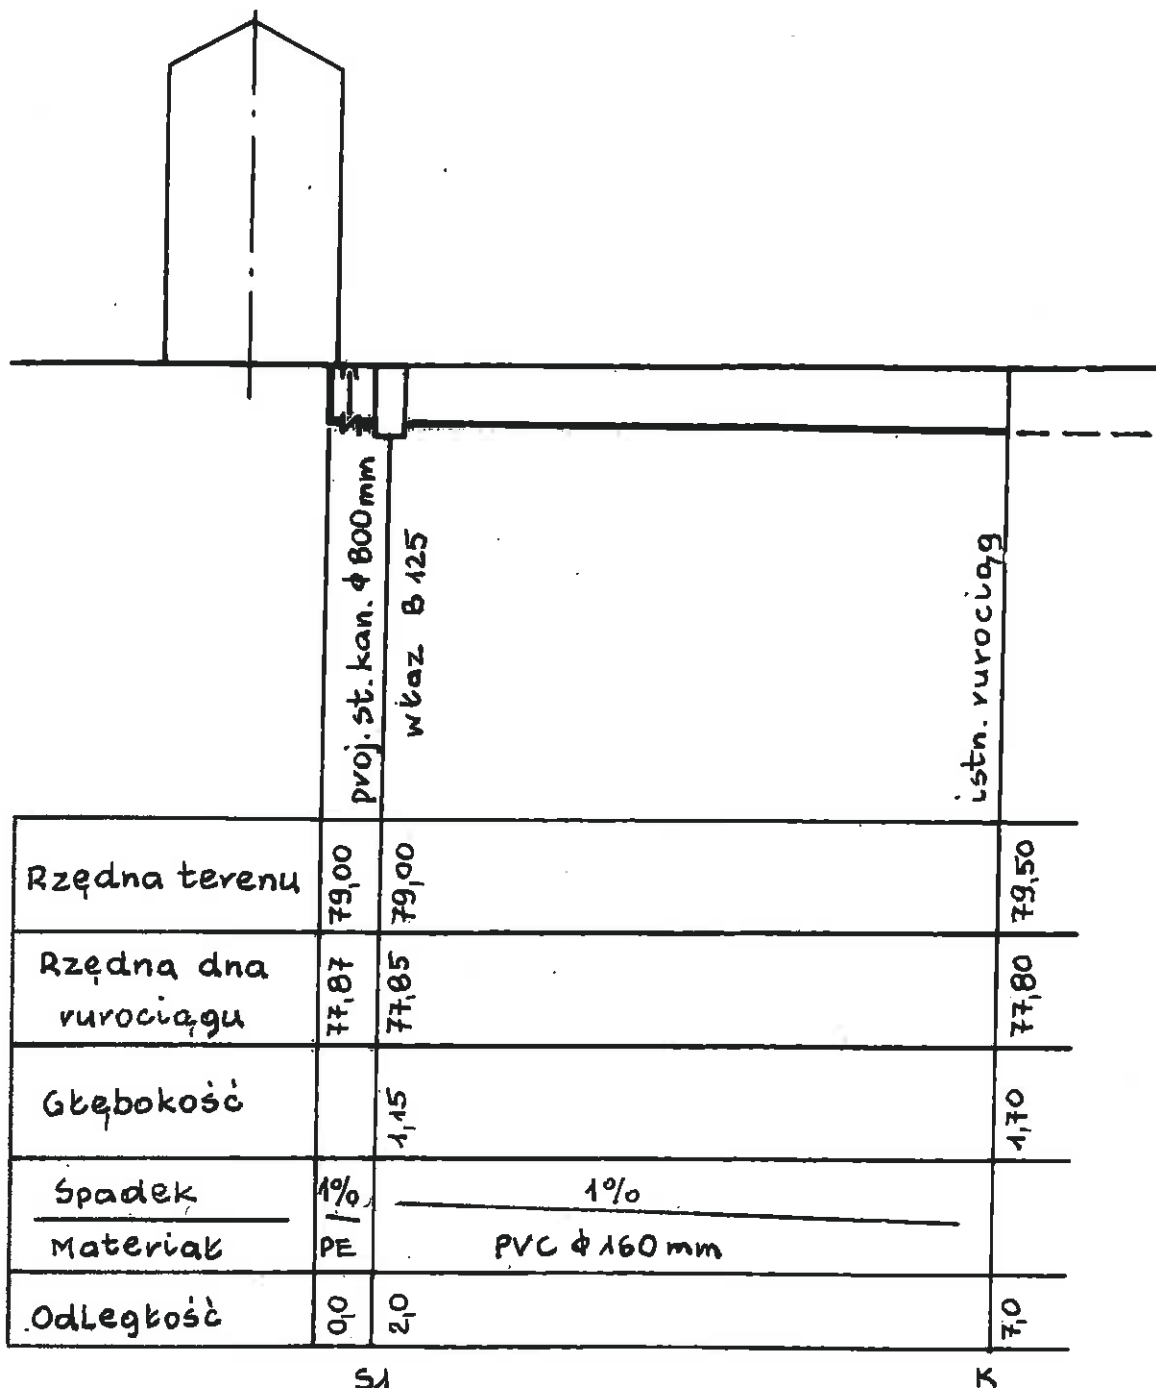 proj. st. kan. ϕ 800mm
właz B 125
istn. rurociąg
Rzędna terenu 79,00 79,00 79,50
Rzędna dna rurociągu 77,87 77,85 77,80
Głębokość 1,15 1,70
Spadek 1% 1%
Materiał PE PVC ϕ 160 mm
Odległość 0,0 2,0 7,0
S1 K